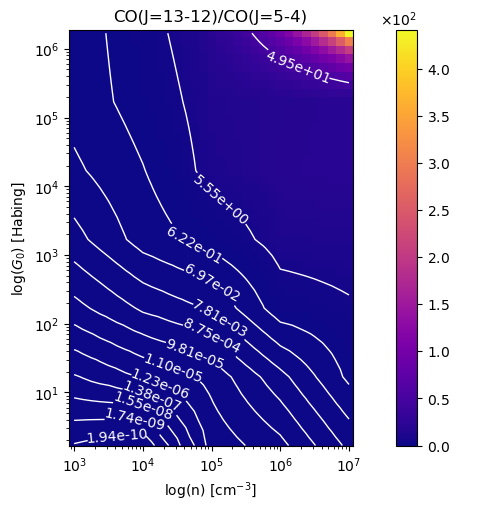 CO(J=13-12)/CO(J=5-4)
×10²
10⁶
10⁵
10⁴
10³
10²
10¹
log(G₀) [Habing]
4.95e+01
5.55e+00
6.22e-01
6.97e-02
7.81e-03
8.75e-04
9.81e-05
1.10e-05
1.23e-06
1.38e-07
1.55e-08
1.74e-09
1.94e-10
10³
10⁴
10⁵
10⁶
10⁷
log(n) [cm⁻³]
4.0
3.5
3.0
2.5
2.0
1.5
1.0
0.5
0.0